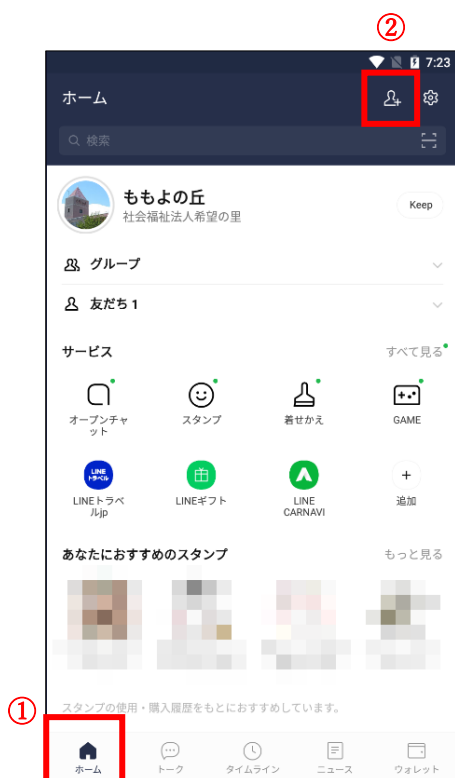 ②
7:23
ホーム
検索
ももよの丘
社会福祉法人希望の里
Keep
グループ
友だち 1
サービス
すべて見る
オープンチャ
ット
スタンプ
着せかえ
GAME
LINE
トラベル
LINEトラベ
ルjp
LINEギフト
LINE
CARNAVI
追加
あなたにおすすめのスタンプ
もっと見る
①
スタンプの使用・購入履歴をもとにおすすめしています。
ホーム
トーク
タイムライン
ニュース
ウォレット